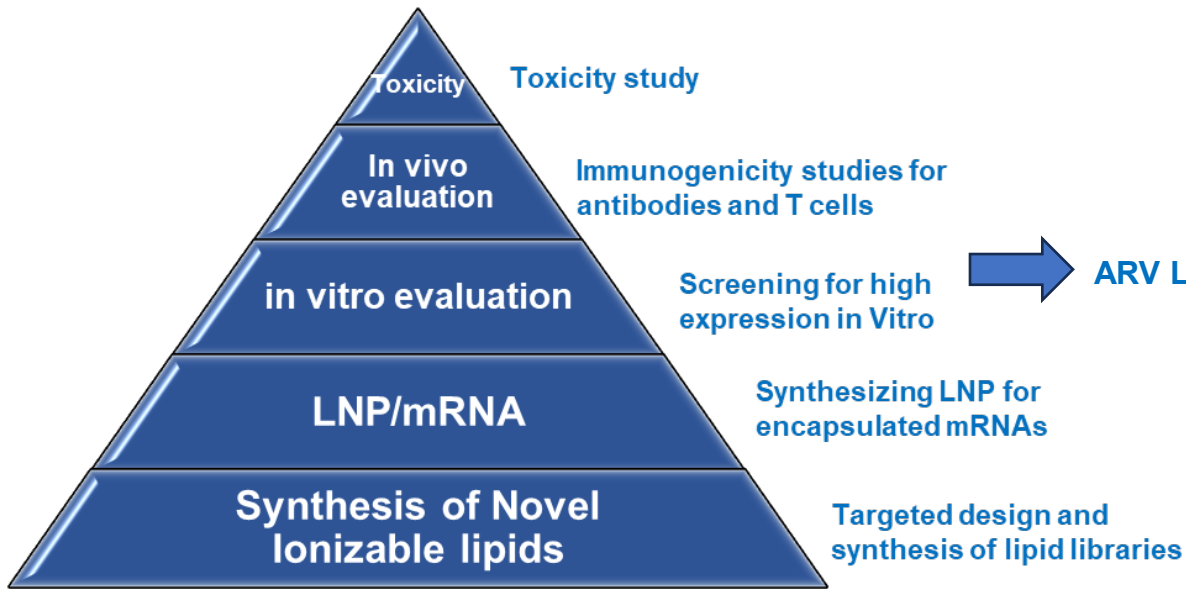 Toxicity
Toxicity study
In vivo
evaluation
Immunogenicity studies for
antibodies and T cells
in vitro evaluation
Screening for high
expression in Vitro
ARV L
LNP/mRNA
Synthesizing LNP for
encapsulated mRNAs
Synthesis of Novel
Ionizable lipids
Targeted design and
synthesis of lipid libraries